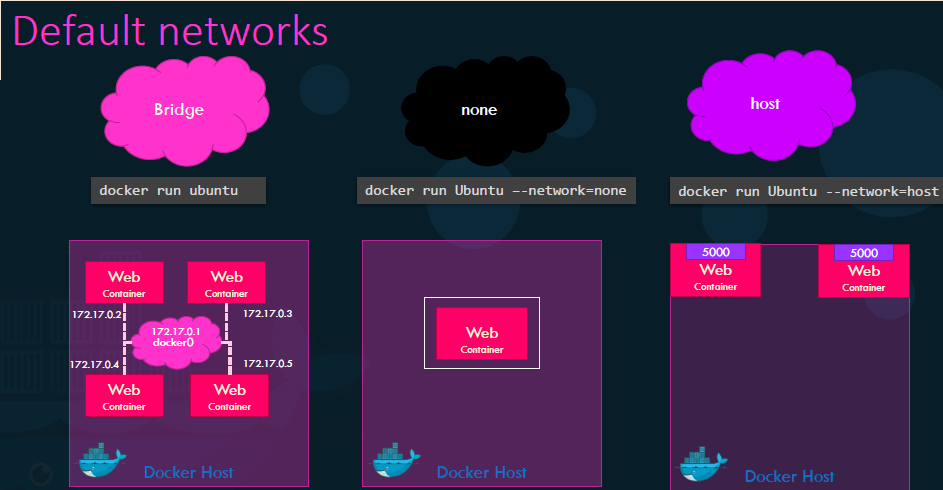 Default networks
Bridge
none
host
docker run ubuntu
docker run Ubuntu --network=none
docker run Ubuntu --network=host
Web
Container
Web
Container
172.17.0.2
172.17.0.3
172.17.0.1
docker0
172.17.0.4
172.17.0.5
Web
Container
Web
Container
Docker Host
Web
Container
Docker Host
5000
Web
Container
5000
Web
Container
Docker Host